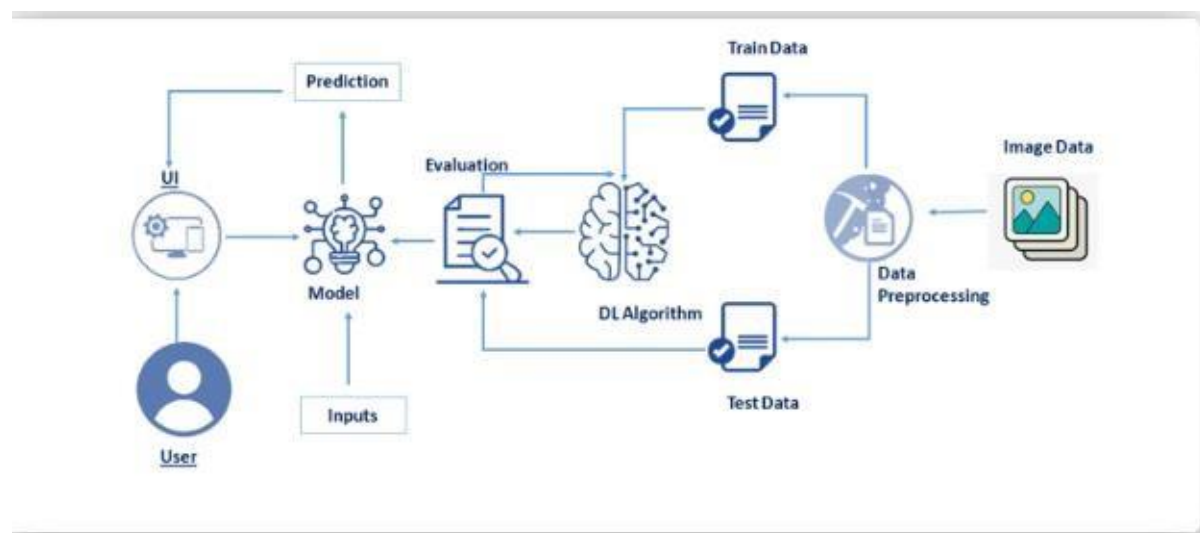 Train Data
Prediction
Image Data
Evaluation
UI
Data
Preprocessing
Model
DL Algorithm
Test Data
Inputs
User